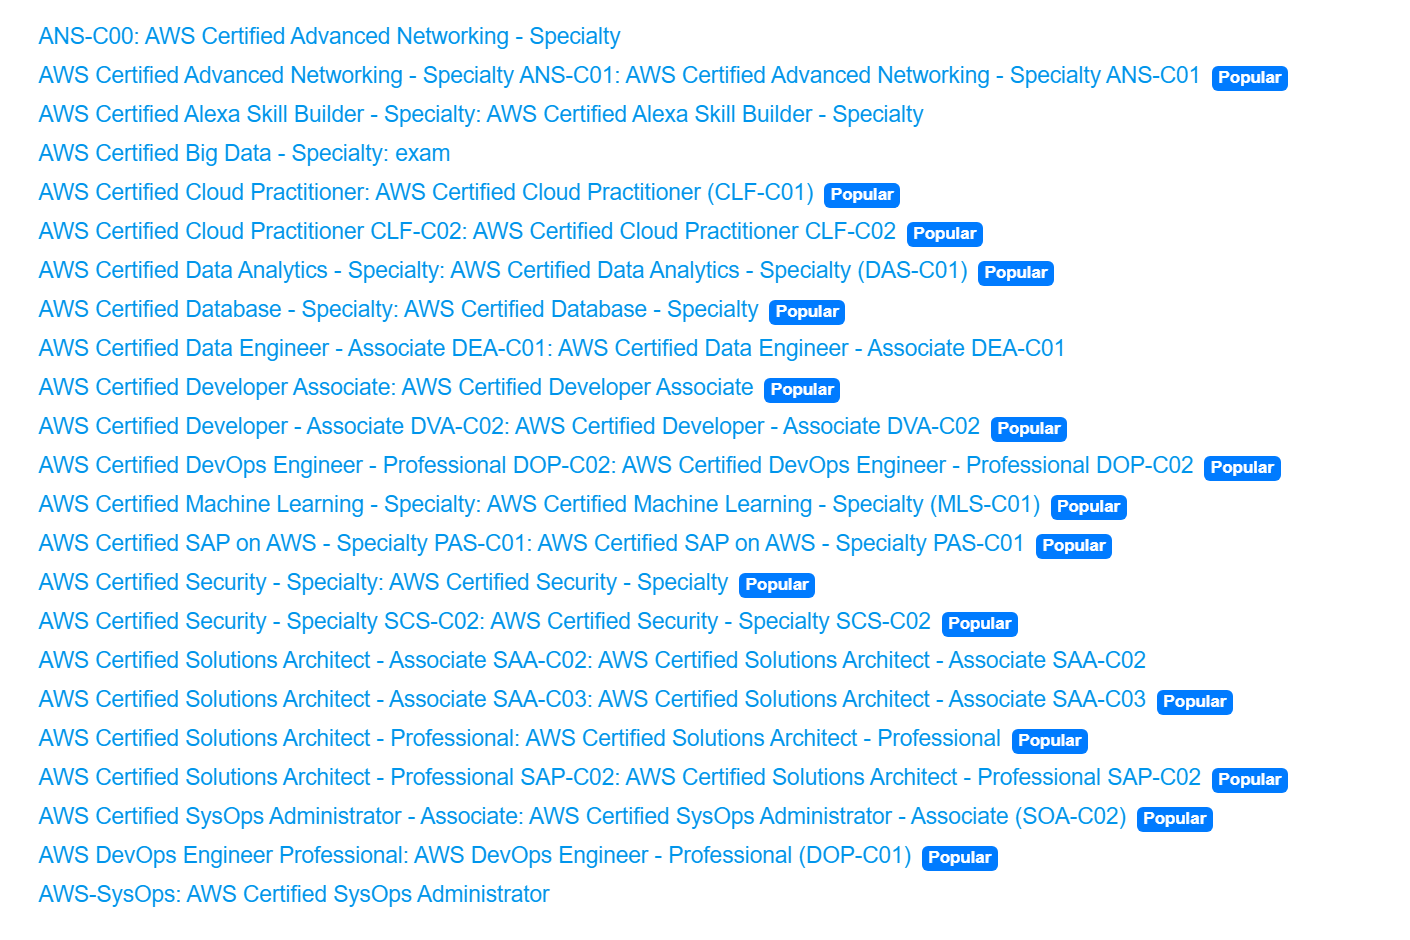 ANS-C00: AWS Certified Advanced Networking - Specialty
AWS Certified Advanced Networking - Specialty ANS-C01: AWS Certified Advanced Networking - Specialty ANS-C01 Popular
AWS Certified Alexa Skill Builder - Specialty: AWS Certified Alexa Skill Builder - Specialty
AWS Certified Big Data - Specialty: exam
AWS Certified Cloud Practitioner: AWS Certified Cloud Practitioner (CLF-C01) Popular
AWS Certified Cloud Practitioner CLF-C02: AWS Certified Cloud Practitioner CLF-C02 Popular
AWS Certified Data Analytics - Specialty: AWS Certified Data Analytics - Specialty (DAS-C01) Popular
AWS Certified Database - Specialty: AWS Certified Database - Specialty Popular
AWS Certified Data Engineer - Associate DEA-C01: AWS Certified Data Engineer - Associate DEA-C01
AWS Certified Developer Associate: AWS Certified Developer Associate Popular
AWS Certified Developer - Associate DVA-C02: AWS Certified Developer - Associate DVA-C02 Popular
AWS Certified DevOps Engineer - Professional DOP-C02: AWS Certified DevOps Engineer - Professional DOP-C02 Popular
AWS Certified Machine Learning - Specialty: AWS Certified Machine Learning - Specialty (MLS-C01) Popular
AWS Certified SAP on AWS - Specialty PAS-C01: AWS Certified SAP on AWS - Specialty PAS-C01 Popular
AWS Certified Security - Specialty: AWS Certified Security - Specialty Popular
AWS Certified Security - Specialty SCS-C02: AWS Certified Security - Specialty SCS-C02 Popular
AWS Certified Solutions Architect - Associate SAA-C02: AWS Certified Solutions Architect - Associate SAA-C02
AWS Certified Solutions Architect - Associate SAA-C03: AWS Certified Solutions Architect - Associate SAA-C03 Popular
AWS Certified Solutions Architect - Professional: AWS Certified Solutions Architect - Professional Popular
AWS Certified Solutions Architect - Professional SAP-C02: AWS Certified Solutions Architect - Professional SAP-C02 Popular
AWS Certified SysOps Administrator - Associate: AWS Certified SysOps Administrator - Associate (SOA-C02) Popular
AWS DevOps Engineer Professional: AWS DevOps Engineer - Professional (DOP-C01) Popular
AWS-SysOps: AWS Certified SysOps Administrator